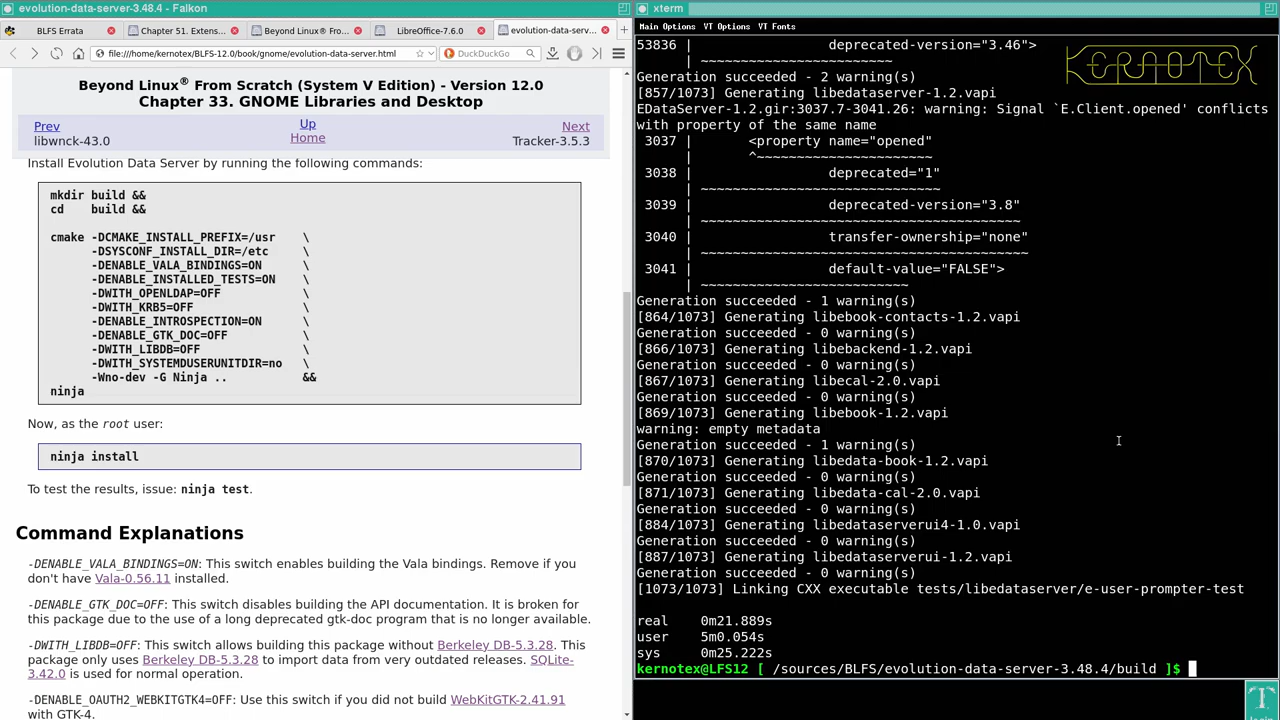 evolution-data-server-3.48.4 - Falkon
BLFS Errata
Chapter 51. Extens
Beyond Linux® Fro
LibreOffice-7.6.0
evolution-data-serv
file:///home/kernotex/BLFS-12.0/book/gnome/evolution-data-server.html
DuckDuckGo
Beyond Linux® From Scratch (System V Edition) - Version 12.0
Chapter 33. GNOME Libraries and Desktop
Prev
Up
Next
libwnck-43.0
Home
Tracker-3.5.3
Install Evolution Data Server by running the following commands:
mkdir build &&
cd    build &&
cmake -DCMAKE_INSTALL_PREFIX=/usr    \
-DSYSCONF_INSTALL_DIR=/etc    \
-DENABLE_VALA_BINDINGS=ON     \
-DENABLE_INSTALLED_TESTS=ON   \
-DWITH_OPENLDAP=OFF           \
-DWITH_KRB5=OFF               \
-DENABLE_INTROSPECTION=ON     \
-DENABLE_GTK_DOC=OFF          \
-DWITH_LIBDB=OFF              \
-DWITH_SYSTEMDUSERUNITDIR=no  \
-Wno-dev -G Ninja ..          &&
ninja
Now, as the root user:
ninja install
To test the results, issue: ninja test.
Command Explanations
-DENABLE_VALA_BINDINGS=ON: This switch enables building the Vala bindings. Remove if you
don't have Vala-0.56.11 installed.
-DENABLE_GTK_DOC=OFF: This switch disables building the API documentation. It is broken for
this package due to the use of a long deprecated gtk-doc program that is no longer available.
-DWITH_LIBDB=OFF: This switch allows building this package without Berkeley DB-5.3.28. This
package only uses Berkeley DB-5.3.28 to import data from very outdated releases. SQLite-
3.42.0 is used for normal operation.
-DENABLE_OAUTH2_WEBKITGTK4=OFF: Use this switch if you did not build WebKitGTK-2.41.91
with GTK-4.
xterm
Main Options  VT Options  VT Fonts
KERNOTEX
53836 |                 deprecated-version="3.46">
| ~~~~~~~~~~~~~~~~~~~~~~~~
Generation succeeded - 2 warning(s)
[857/1073] Generating libedataserver-1.2.vapi
EDataServer-1.2.gir:3037.7-3041.26: warning: Signal `E.Client.opened' conflicts
with property of the same name
3037 |       <property name="opened"
|       ^~~~~~~~~~~~~~~~~~~~~~~
3038 |                 deprecated="1"
| ~~~~~~~~~~~~~~~~~~~~~~~~~~~~~~
3039 |                 deprecated-version="3.8"
| ~~~~~~~~~~~~~~~~~~~~~~~~~~~~~~~~~~~~~~~~
3040 |                 transfer-ownership="none"
| ~~~~~~~~~~~~~~~~~~~~~~~~~~~~~~~~~~~~~~~~~
3041 |                 default-value="FALSE">
| ~~~~~~~~~~~~~~~~~~~~~~~~~~
Generation succeeded - 1 warning(s)
[864/1073] Generating libebook-contacts-1.2.vapi
Generation succeeded - 0 warning(s)
[866/1073] Generating libebackend-1.2.vapi
Generation succeeded - 0 warning(s)
[867/1073] Generating libecal-2.0.vapi
Generation succeeded - 0 warning(s)
[869/1073] Generating libebook-1.2.vapi
warning: empty metadata
Generation succeeded - 1 warning(s)
[870/1073] Generating libedata-book-1.2.vapi
Generation succeeded - 0 warning(s)
[871/1073] Generating libedata-cal-2.0.vapi
Generation succeeded - 0 warning(s)
[884/1073] Generating libedataserverui4-1.0.vapi
Generation succeeded - 0 warning(s)
[887/1073] Generating libedataserverui-1.2.vapi
Generation succeeded - 0 warning(s)
[1073/1073] Linking CXX executable tests/libedataserver/e-user-prompter-test
real    0m21.889s
user    5m0.054s
sys     0m25.222s
kernotex@LFS12 [ /sources/BLFS/evolution-data-server-3.48.4/build ]$